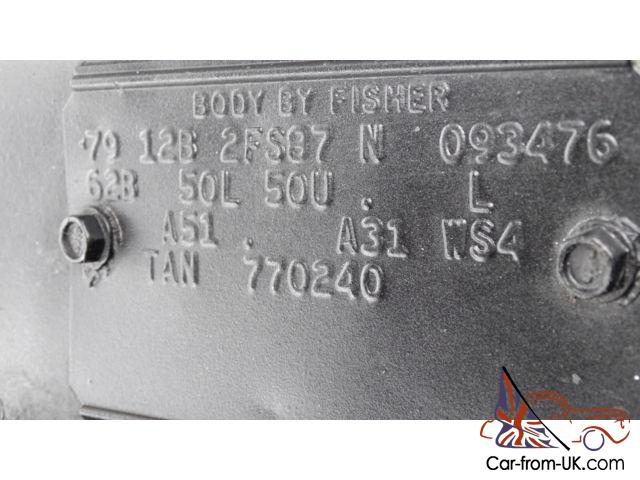 BODY BY FISHER
79 12B 2FS87 N 093476
62B 50L 50U . L
A51 . A31 WS4
TAN 770240
Car-from-UK.com